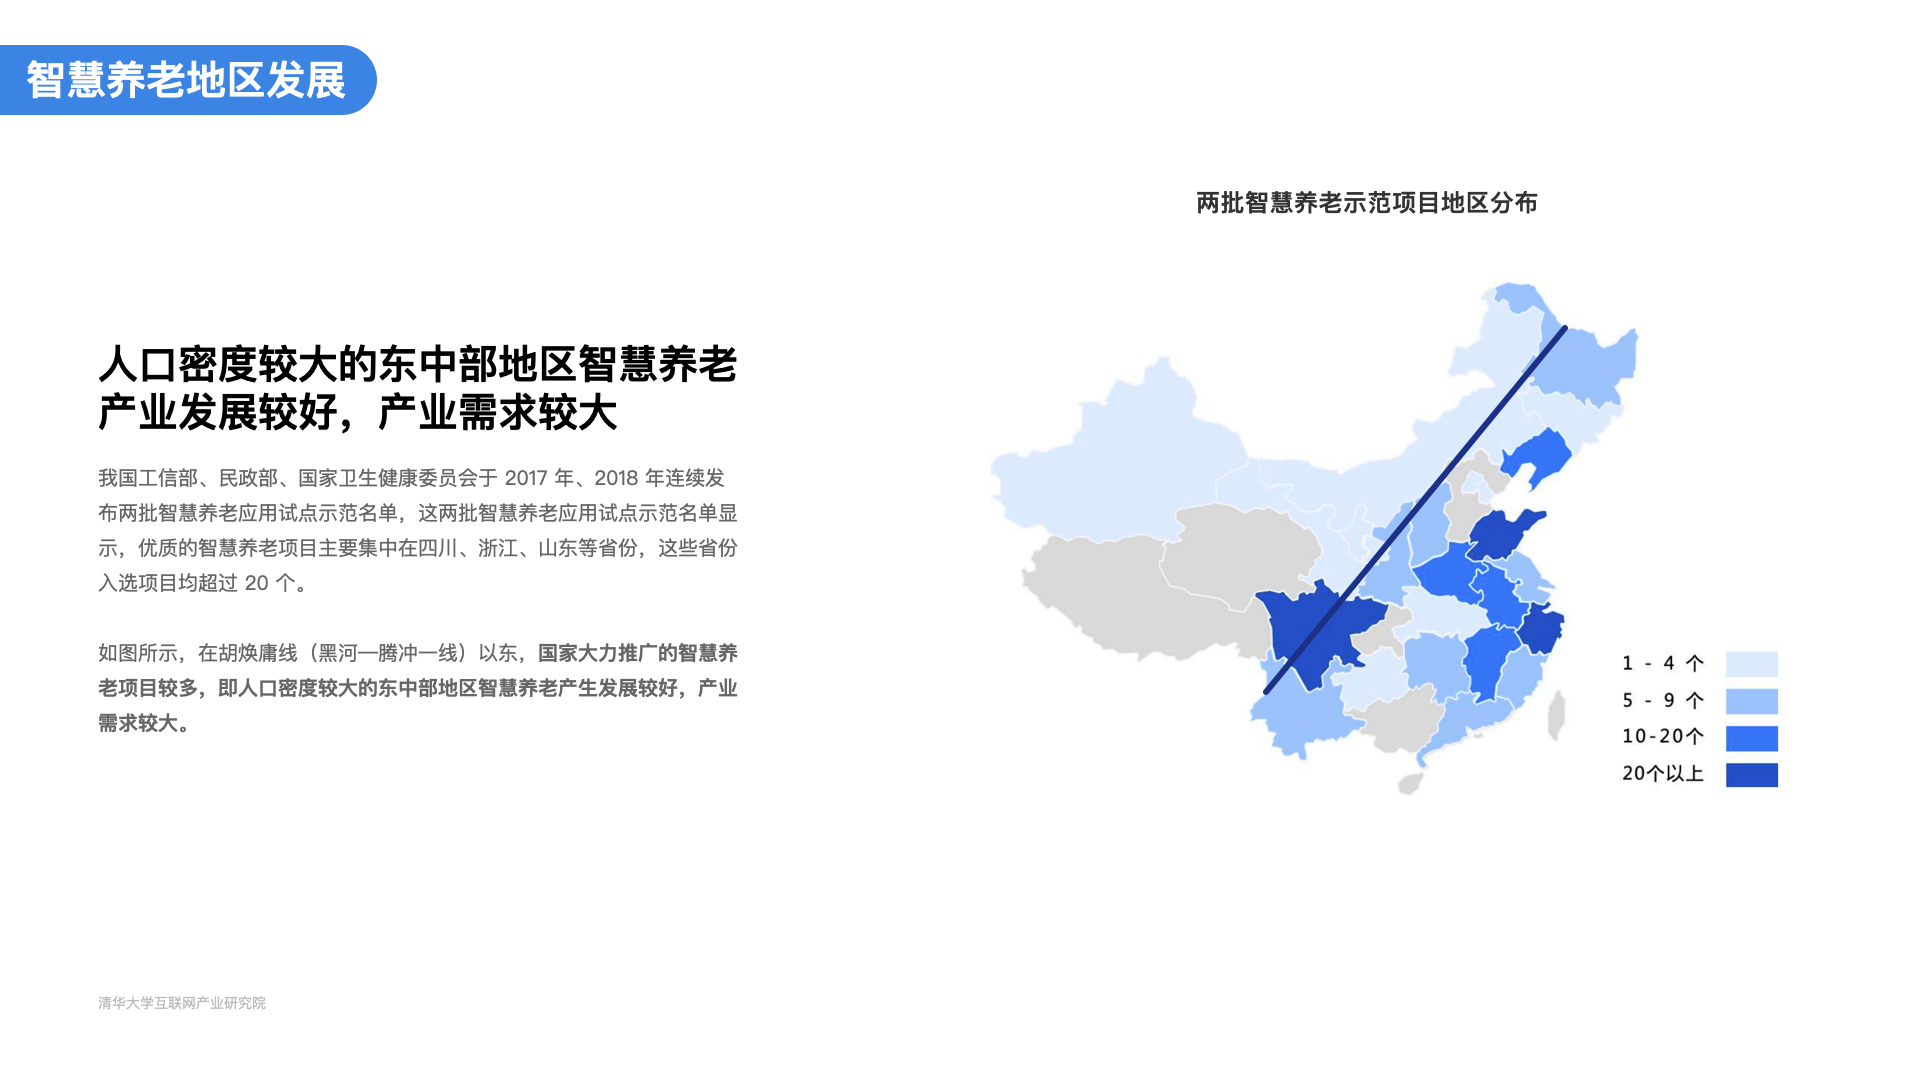 智慧养老地区发展
两批智慧养老示范项目地区分布
人口密度较大的东中部地区智慧养老
产业发展较好，产业需求较大
我国工信部、民政部、国家卫生健康委员会于 2017 年、2018 年连续发
布两批智慧养老应用试点示范名单，这两批智慧养老应用试点示范名单显
示，优质的智慧养老项目主要集中在四川、浙江、山东等省份，这些省份
入选项目均超过 20 个。
如图所示，在胡焕庸线（黑河—腾冲一线）以东，国家大力推广的智慧养
老项目较多，即人口密度较大的东中部地区智慧养老产生发展较好，产业
需求较大。
1 - 4 个
5 - 9 个
10-20个
20个以上
清华大学互联网产业研究院